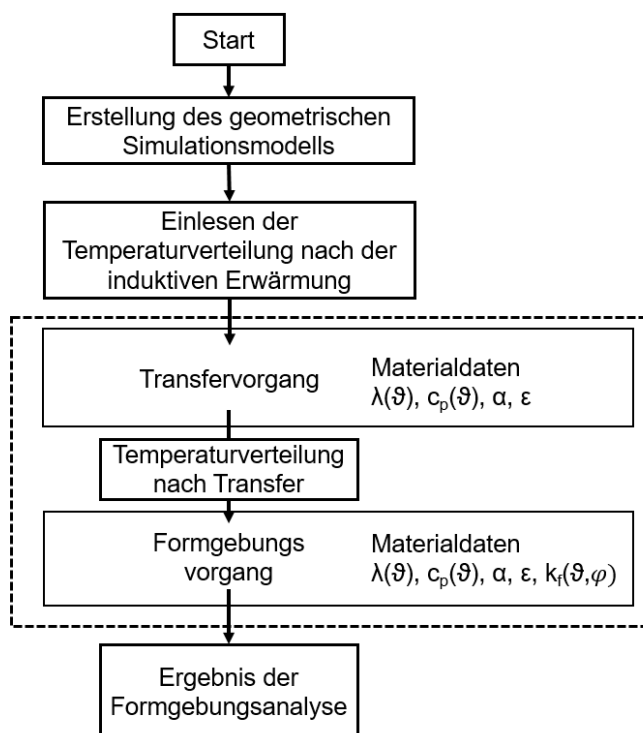 Start
Erstellung des geometrischen
Simulationsmodells
Einlesen der
Temperaturverteilung nach der
induktiven Erwärmung
Transfervorgang
Materialdaten
λ(ϑ), cₚ(ϑ), α, ε
Temperaturverteilung
nach Transfer
Formgebungs
vorgang
Materialdaten
λ(ϑ), cₚ(ϑ), α, ε, k_f(ϑ,φ)
Ergebnis der
Formgebungsanalyse